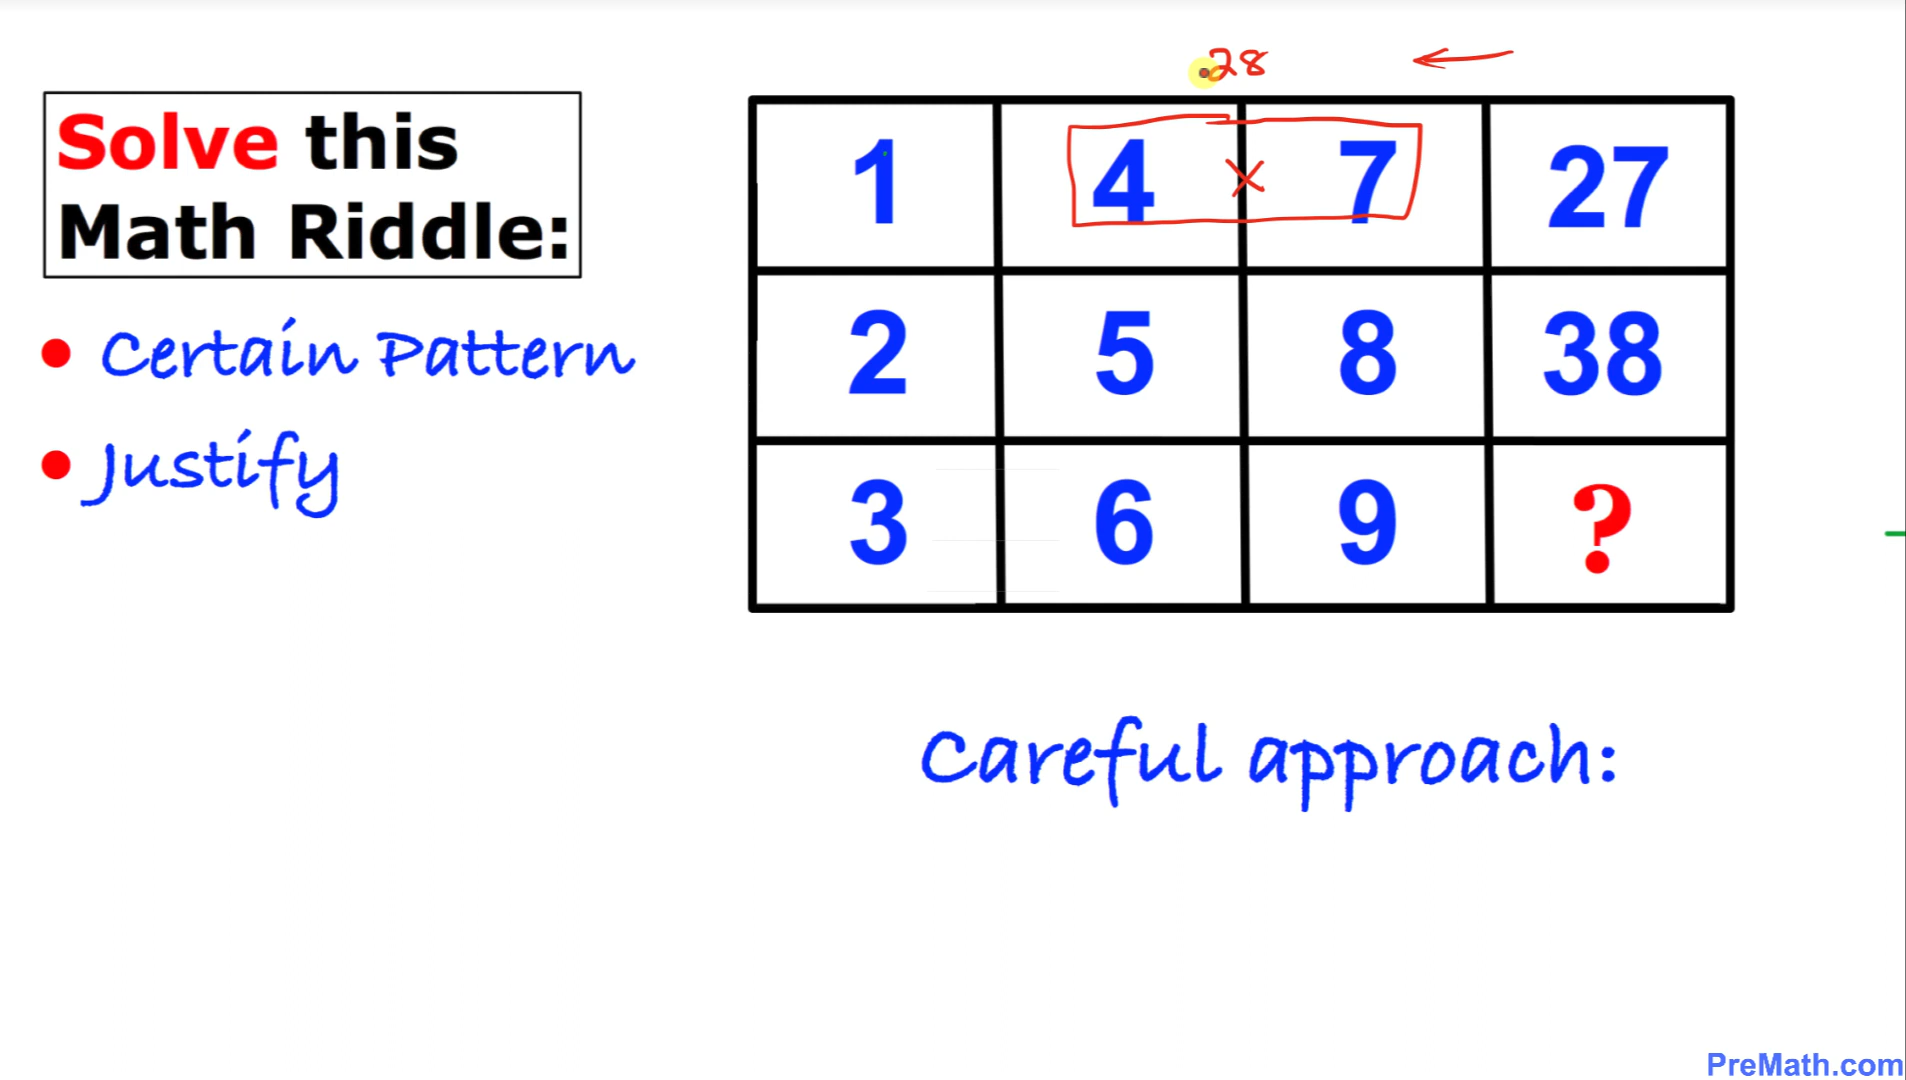 Solve this
Math Riddle:
• Certain Pattern
• Justify
28
1 4 × 7 27
2 5 8 38
3 6 9 ?
Careful approach:
PreMath.com